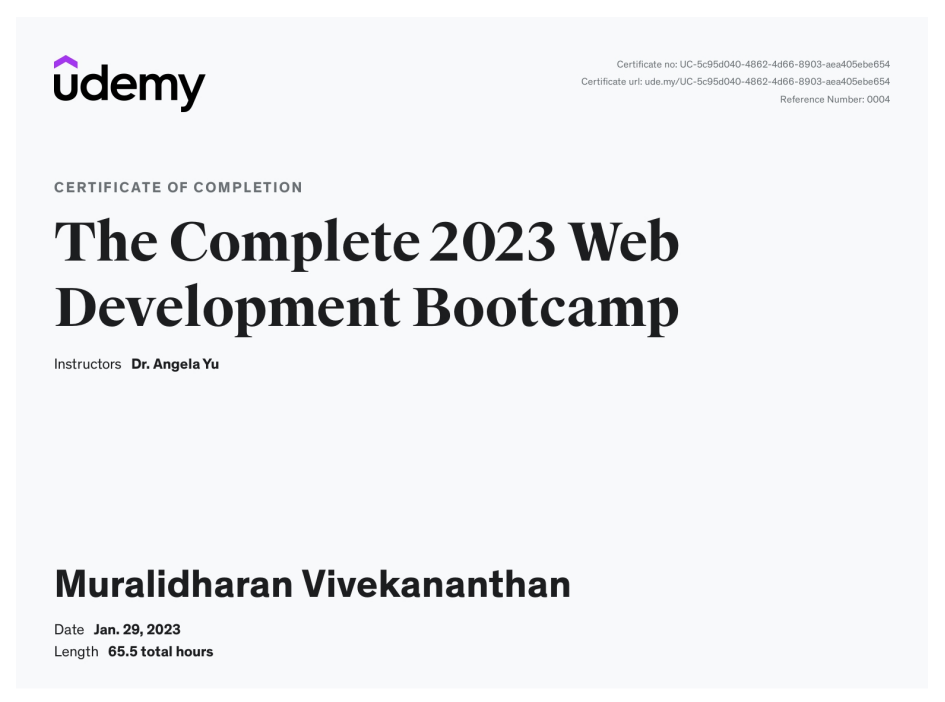 udemy
Certificate no: UC-5c95d040-4862-4d66-8903-aea405ebe654
Certificate url: ude.my/UC-5c95d040-4862-4d66-8903-aea405ebe654
Reference Number: 0004
CERTIFICATE OF COMPLETION
The Complete 2023 Web
Development Bootcamp
Instructors Dr. Angela Yu
Muralidharan Vivekananthan
Date Jan. 29, 2023
Length 65.5 total hours